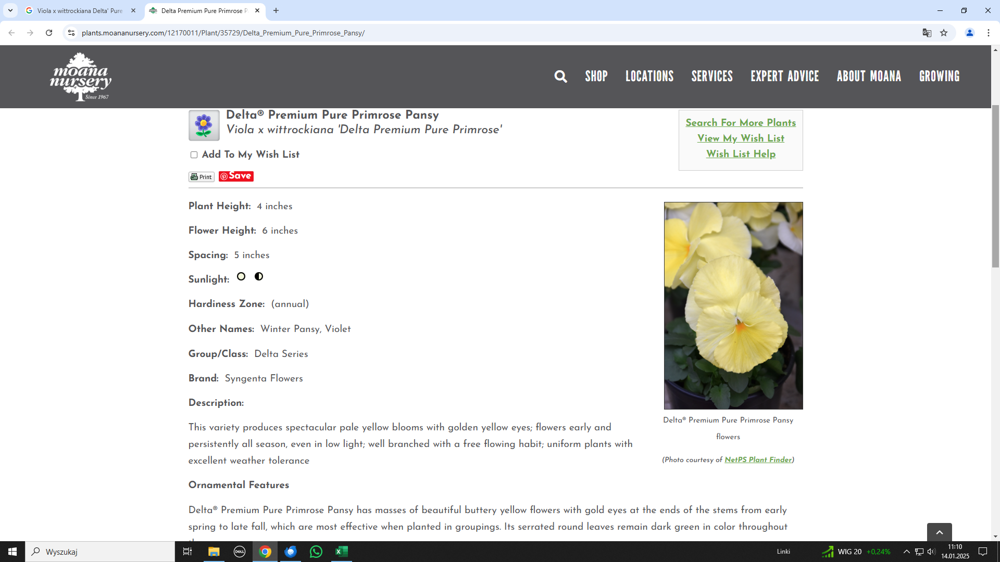 Viola x wittrockiana Delta' Pure
Delta Premium Pure Primrose P
plants.moananursery.com/12170011/Plant/35729/Delta_Premium_Pure_Primrose_Pansy/
moana
nursery
Since 1967
SHOP LOCATIONS SERVICES EXPERT ADVICE ABOUT MOANA GROWING
Delta® Premium Pure Primrose Pansy
Viola x wittrockiana 'Delta Premium Pure Primrose'
Add To My Wish List
Print Save
Search For More Plants
View My Wish List
Wish List Help
Plant Height: 4 inches
Flower Height: 6 inches
Spacing: 5 inches
Sunlight:
Hardiness Zone: (annual)
Other Names: Winter Pansy, Violet
Group/Class: Delta Series
Brand: Syngenta Flowers
Description:
This variety produces spectacular pale yellow blooms with golden yellow eyes; flowers early and
persistently all season, even in low light; well branched with a free flowing habit; uniform plants with
excellent weather tolerance
Delta® Premium Pure Primrose Pansy
flowers
(Photo courtesy of NetPS Plant Finder)
Ornamental Features
Delta® Premium Pure Primrose Pansy has masses of beautiful buttery yellow flowers with gold eyes at the ends of the stems from early
spring to late fall, which are most effective when planted in groupings. Its serrated round leaves remain dark green in color throughout
Wyszukaj
DELL
Linki
WIG 20 +0,24%
11:10
14.01.2025